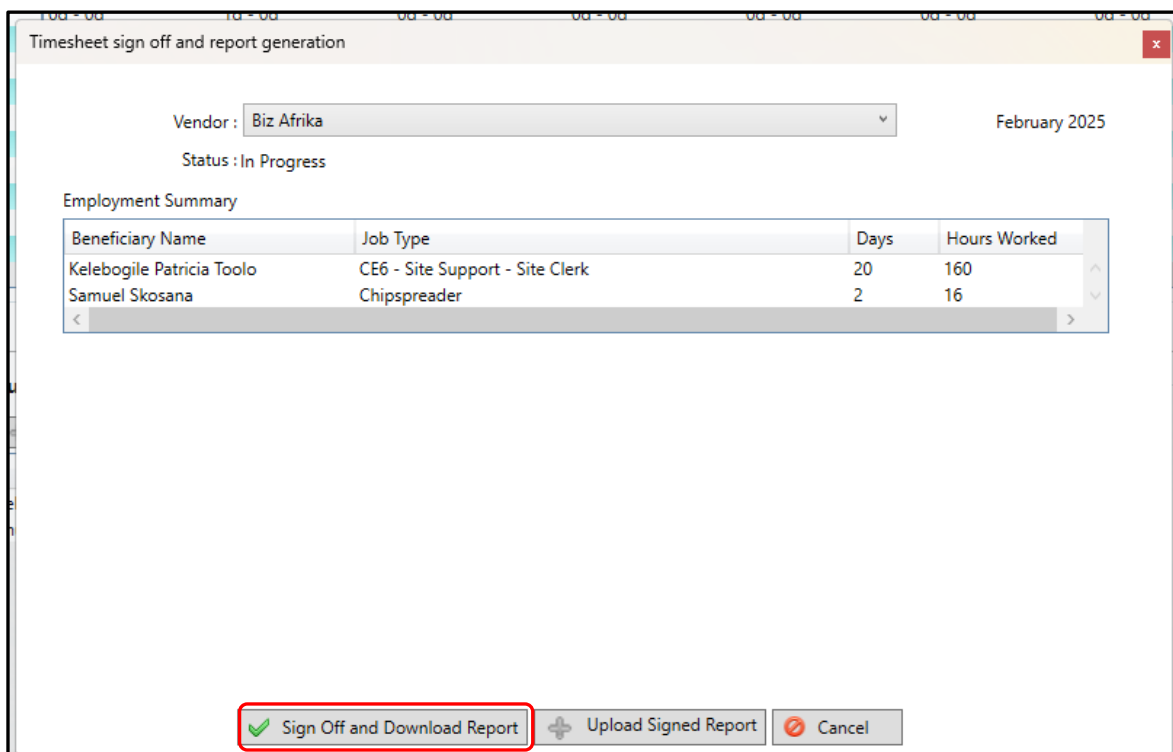 Timesheet sign off and report generation
x
Vendor : Biz Afrika February 2025
Status : In Progress
Employment Summary
Beneficiary Name Job Type Days Hours Worked
Kelebogile Patricia Toolo CE6 - Site Support - Site Clerk 20 160
Samuel Skosana Chipspreader 2 16
Sign Off and Download Report Upload Signed Report Cancel